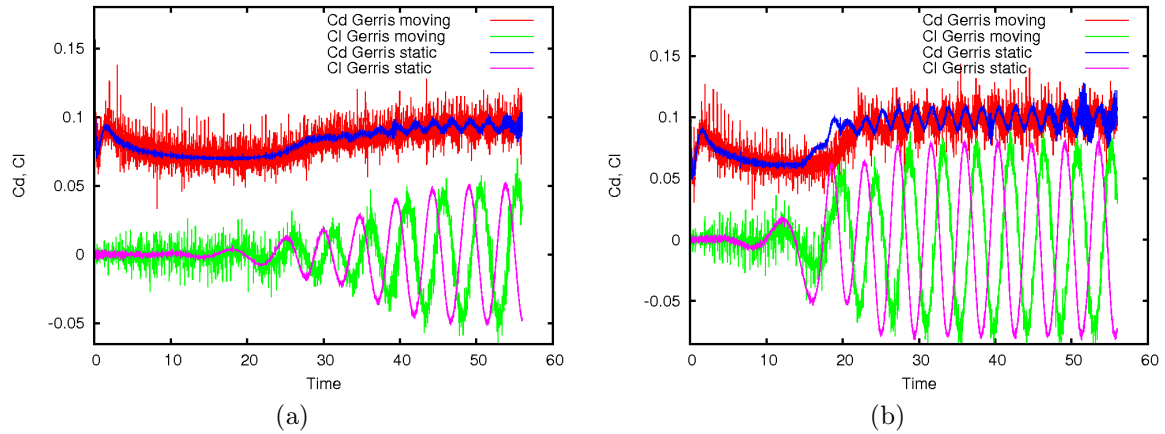 Cd Gerris moving
Cl Gerris moving
Cd Gerris static
Cl Gerris static
0.15
0.1
0.05
0
-0.05
Cd, Cl
0 10 20 30 40 50 60
Time
(a)
Cd Gerris moving
Cl Gerris moving
Cd Gerris static
Cl Gerris static
0.15
0.1
0.05
0
-0.05
Cd, Cl
0 10 20 30 40 50 60
Time
(b)